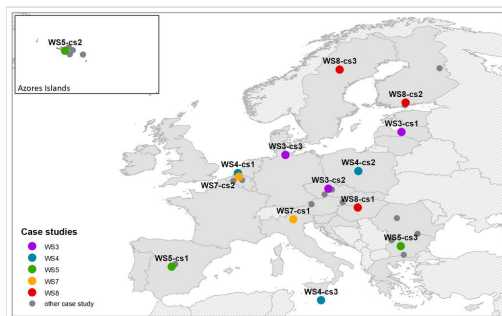 WS5-cs2
Azores Islands
WS8-cs3
WS8-cs2
WS3-cs1
WS3-cs3
WS4-cs1
WS4-cs2
WS7-cs2
WS3-cs2
WS8-cs1
WS7-cs1
WS5-cs3
WS5-cs1
WS4-cs3
Case studies
WS3
WS4
WS5
WS7
WS8
other case study